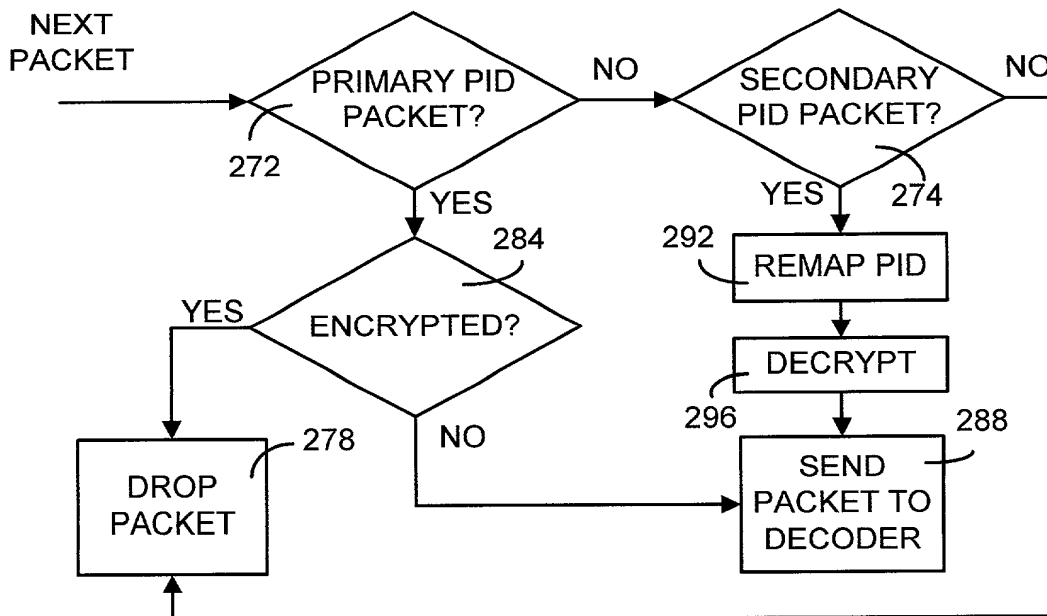 NEXT
PACKET
PRIMARY PID
PACKET?
272
NO
SECONDARY
PID PACKET?
274
NO
YES
YES
284
ENCRYPTED?
YES
NO
292
REMAP PID
DECRYPT
296
278
DROP
PACKET
288
SEND
PACKET TO
DECODER